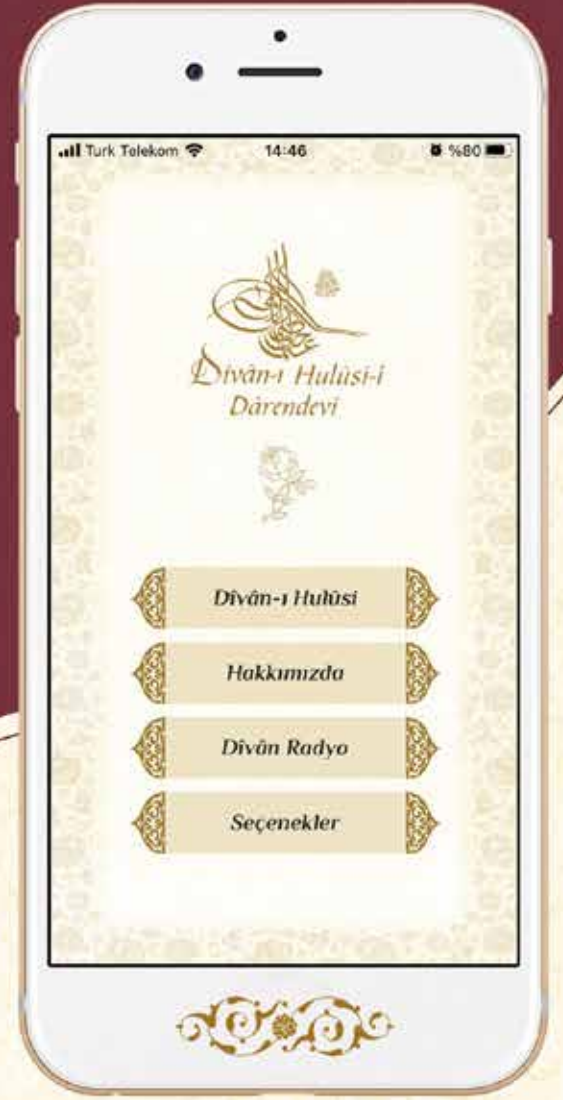 Turk Telekom 14:46 %80
Dîvân-ı Hulûsi-i
Dârendevî
Dîvân-ı Hulûsi
Hakkımızda
Dîvân Radyo
Seçenekler